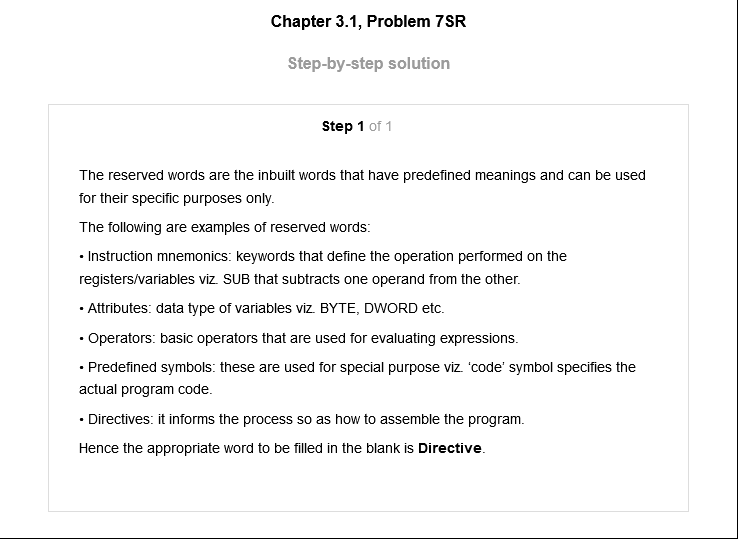 Chapter 3.1, Problem 7SR
Step-by-step solution
Step 1 of 1
The reserved words are the inbuilt words that have predefined meanings and can be used
for their specific purposes only.
The following are examples of reserved words:
• Instruction mnemonics: keywords that define the operation performed on the
registers/variables viz. SUB that subtracts one operand from the other.
• Attributes: data type of variables viz. BYTE, DWORD etc.
• Operators: basic operators that are used for evaluating expressions.
• Predefined symbols: these are used for special purpose viz. ‘code’ symbol specifies the
actual program code.
• Directives: it informs the process so as how to assemble the program.
Hence the appropriate word to be filled in the blank is Directive.